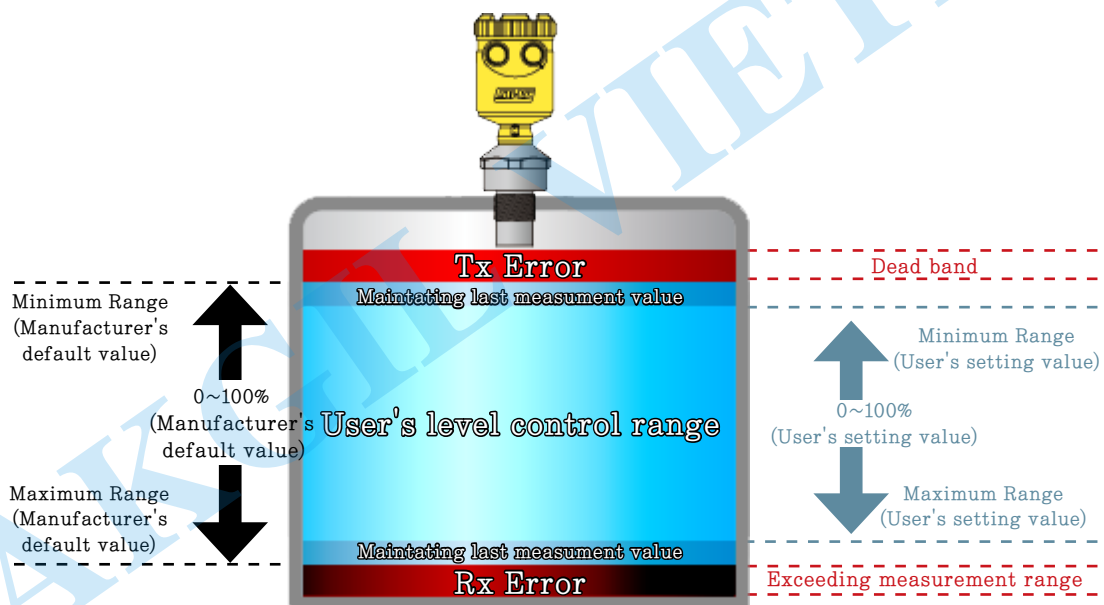 AKGIL VIET
Tx Error
Dead band
Maintating last measument value
Minimum Range
(Manufacturer's
default value)
Minimum Range
(User's setting value)
0~100%
(Manufacturer's
default value)
User's level control range
0~100%
(User's setting value)
Maximum Range
(Manufacturer's
default value)
Maximum Range
(User's setting value)
Maintating last measument value
Rx Error
Exceeding measurement range